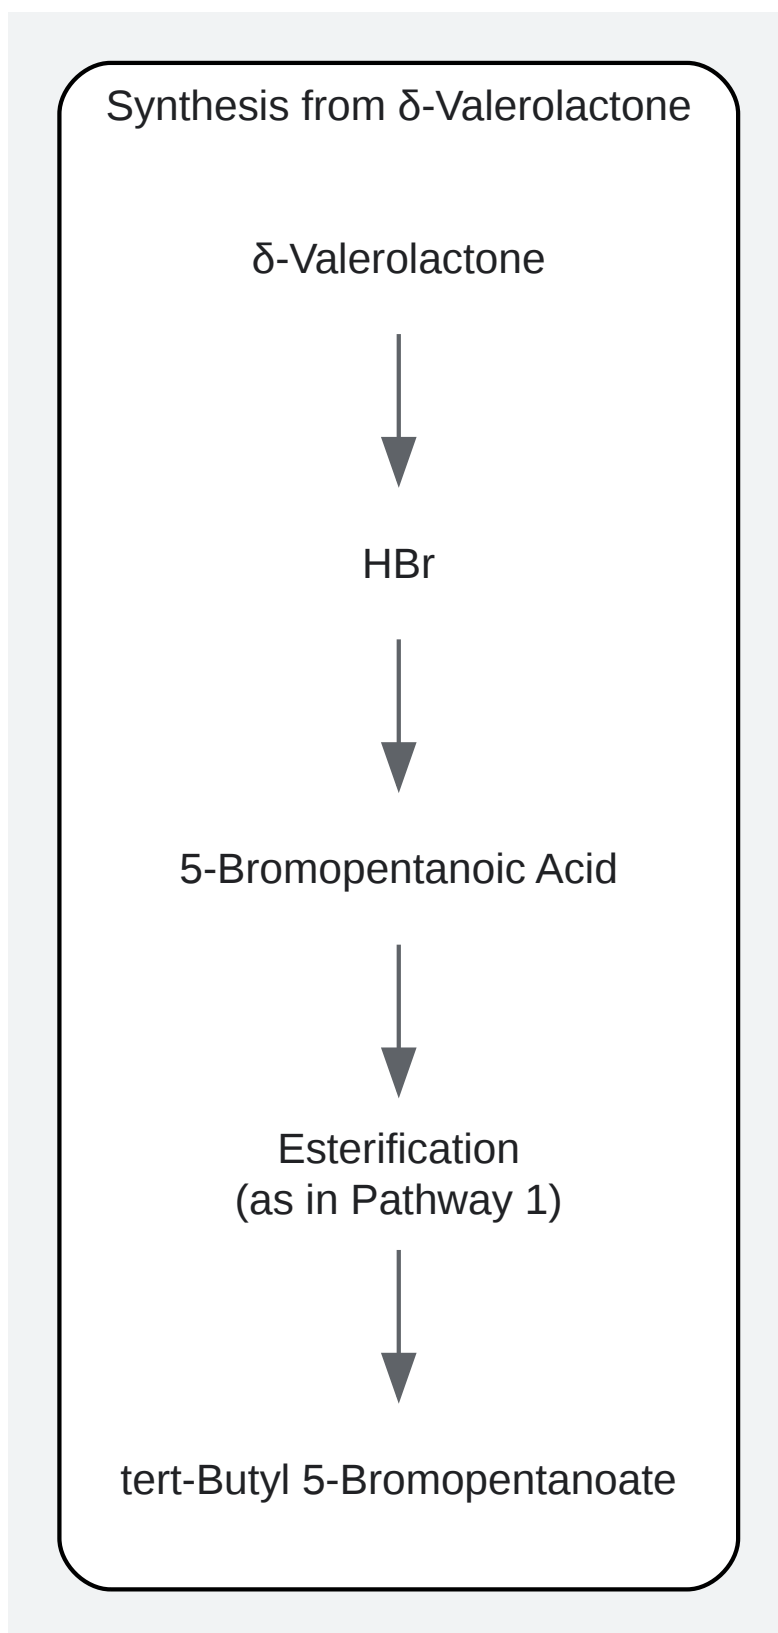 Synthesis from δ-Valerolactone
δ-Valerolactone
HBr
5-Bromopentanoic Acid
Esterification
(as in Pathway 1)
tert-Butyl 5-Bromopentanoate